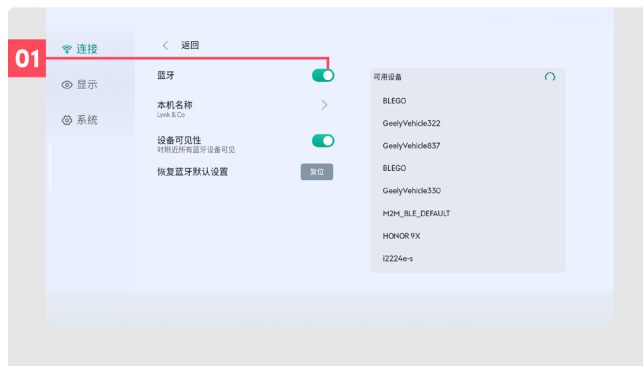 01
连接
显示
系统
返回
蓝牙
本机名称
Lynk & Co
设备可见性
对附近所有蓝牙设备可见
恢复蓝牙默认设置
复位
可用设备
BLEGO
GeelyVehicle322
GeelyVehicle837
BLEGO
GeelyVehicle330
M2M_BLE_DEFAULT
HONOR 9X
i2224e-s